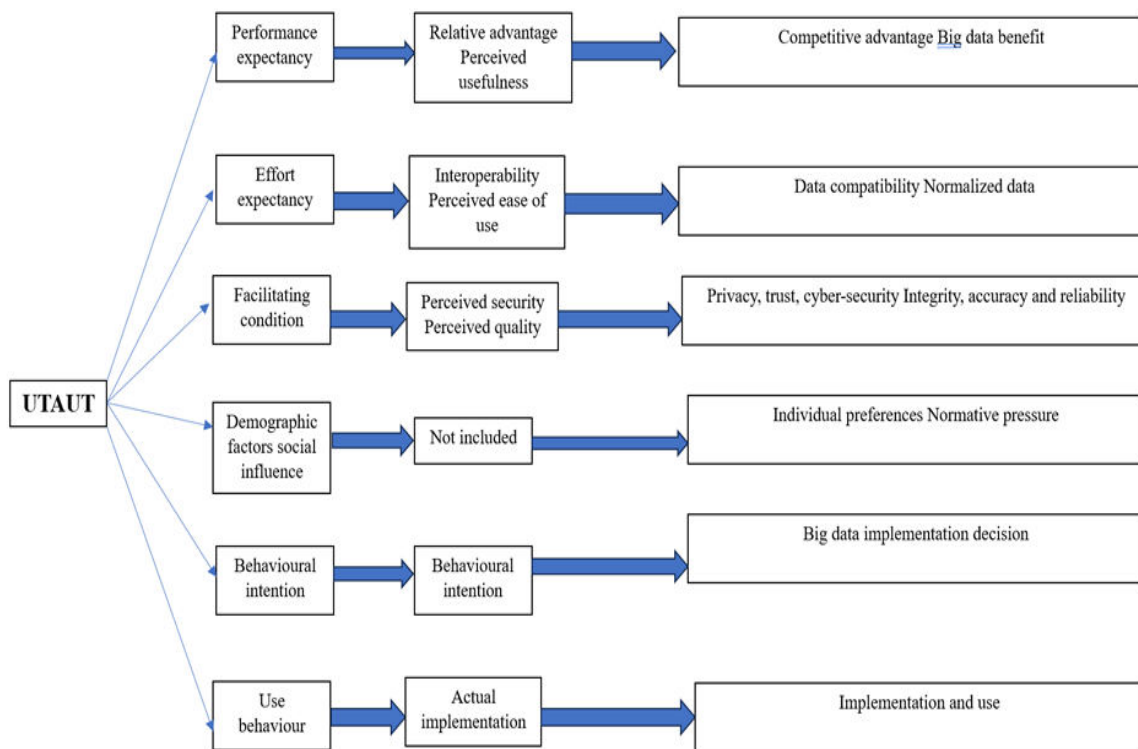 Performance
expectancy
Relative advantage
Perceived
usefulness
Competitive advantage Big data benefit
Effort
expectancy
Interoperability
Perceived ease of
use
Data compatibility Normalized data
Facilitating
condition
Perceived security
Perceived quality
Privacy, trust, cyber-security Integrity, accuracy and reliability
UTAUT
Demographic
factors social
influence
Not included
Individual preferences Normative pressure
Behavioural
intention
Behavioural
intention
Big data implementation decision
Use
behaviour
Actual
implementation
Implementation and use